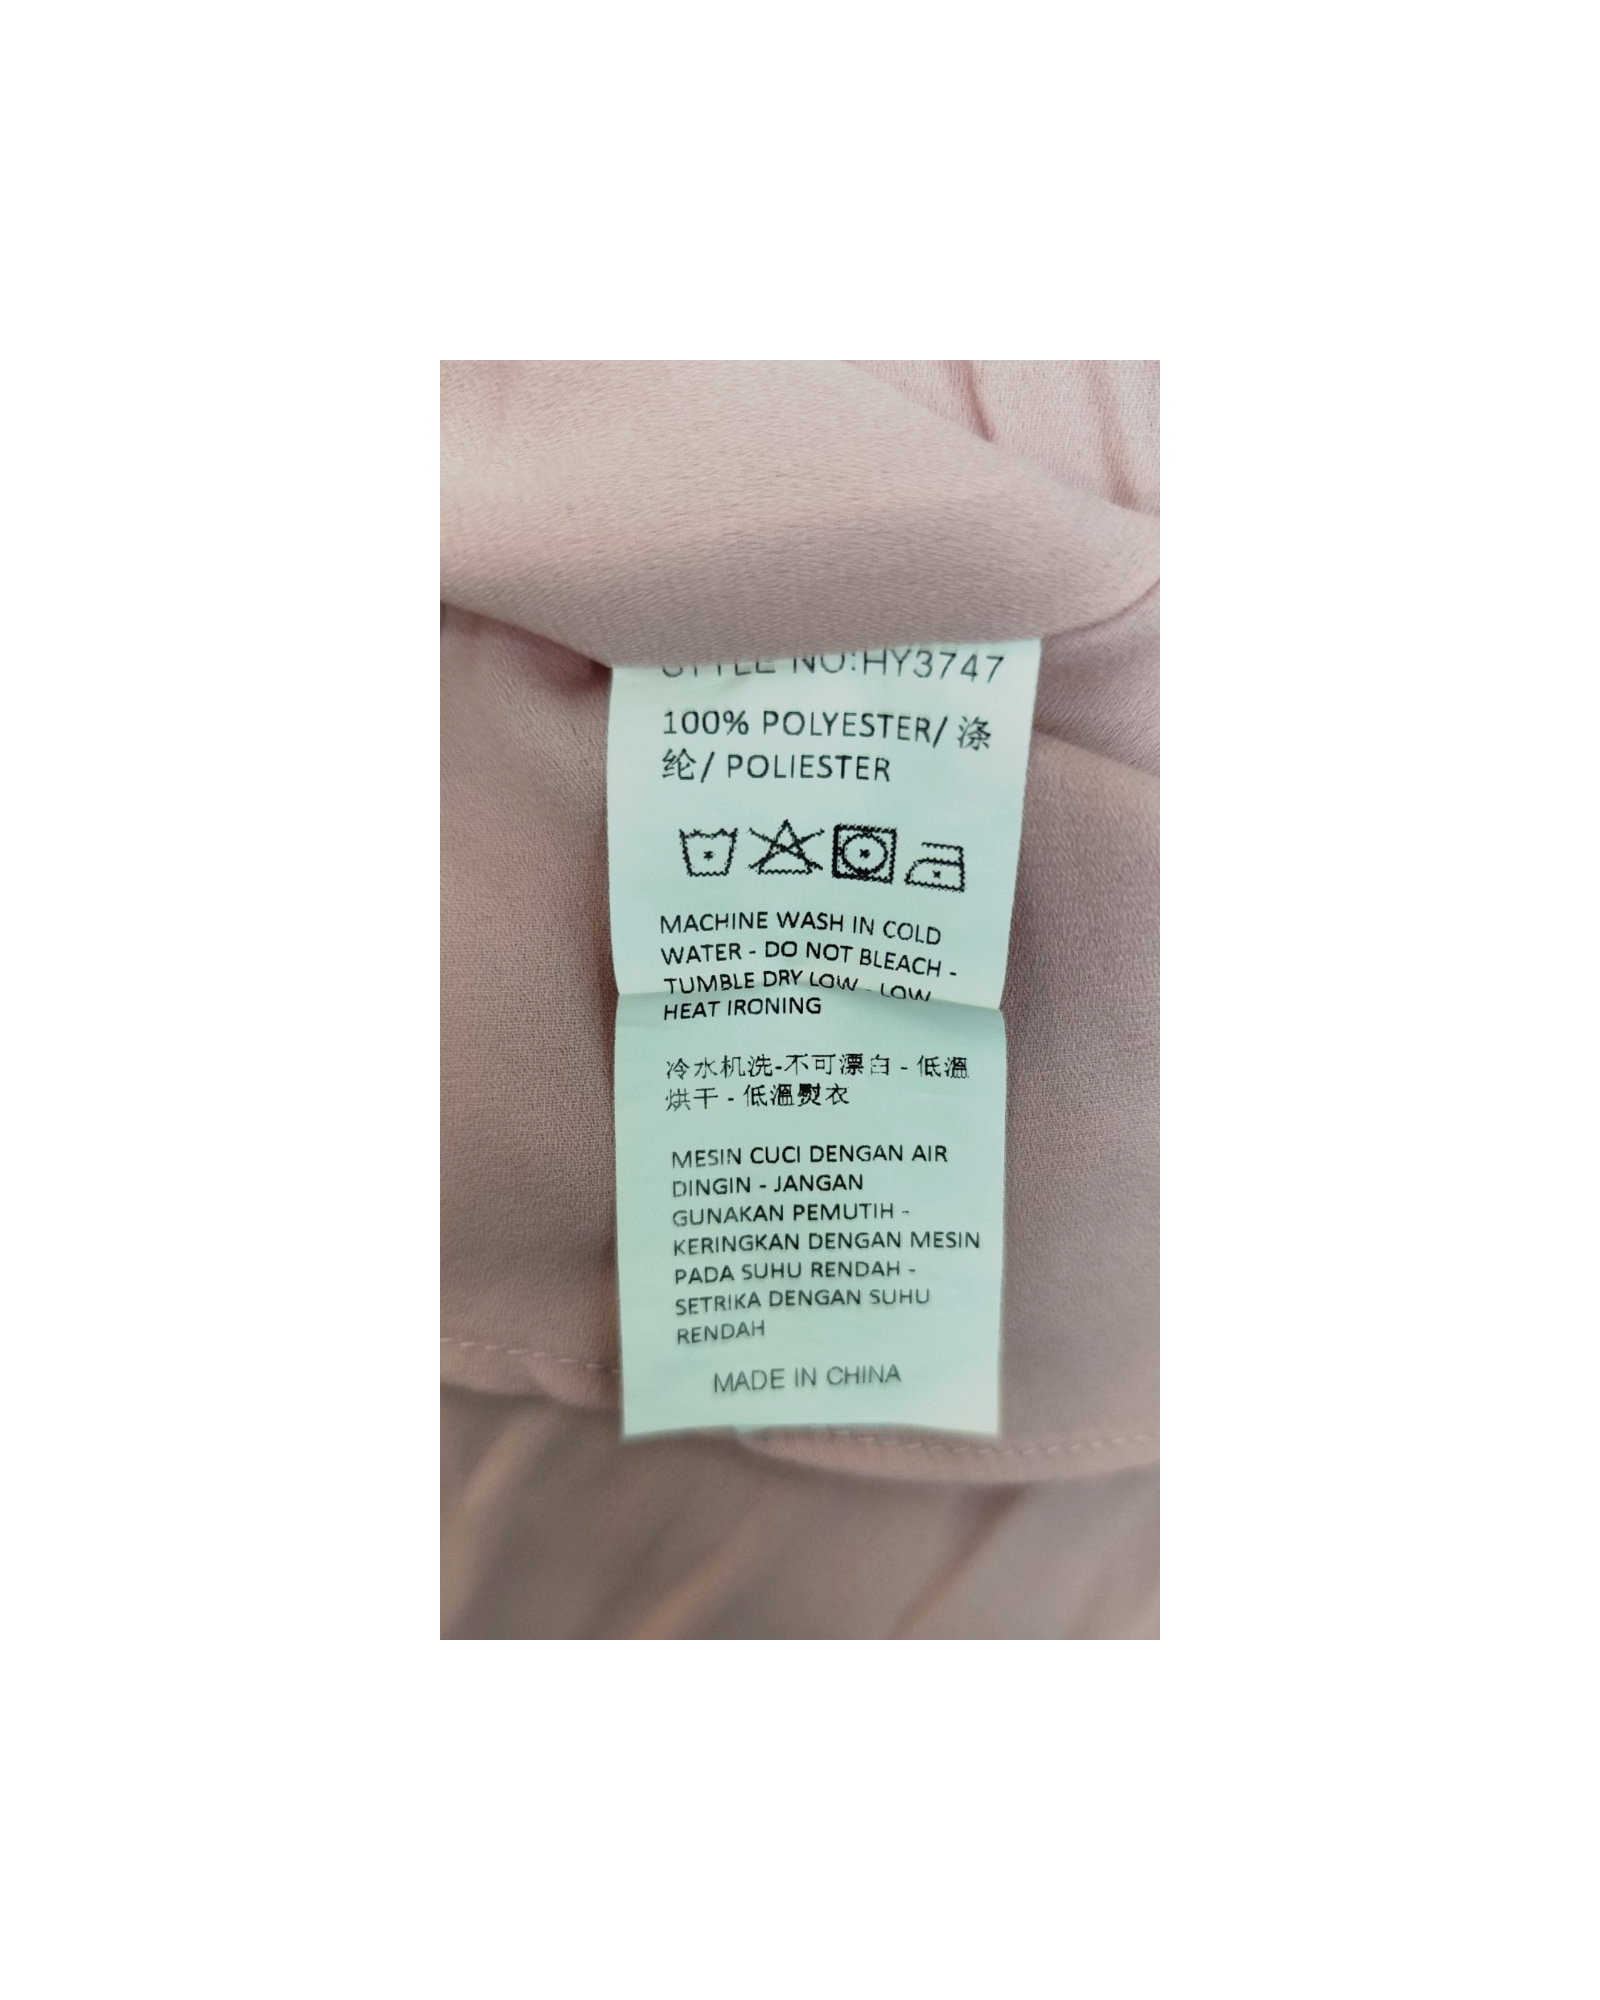 STYLE NO:HY3747
100% POLYESTER/ 涤
纶/ POLIESTER
MACHINE WASH IN COLD
WATER - DO NOT BLEACH -
TUMBLE DRY LOW - LOW
HEAT IRONING
冷水机洗-不可漂白 - 低溫
烘干 - 低溫熨衣
MESIN CUCI DENGAN AIR
DINGIN - JANGAN
GUNAKAN PEMUTIH -
KERINGKAN DENGAN MESIN
PADA SUHU RENDAH -
SETRIKA DENGAN SUHU
RENDAH
MADE IN CHINA